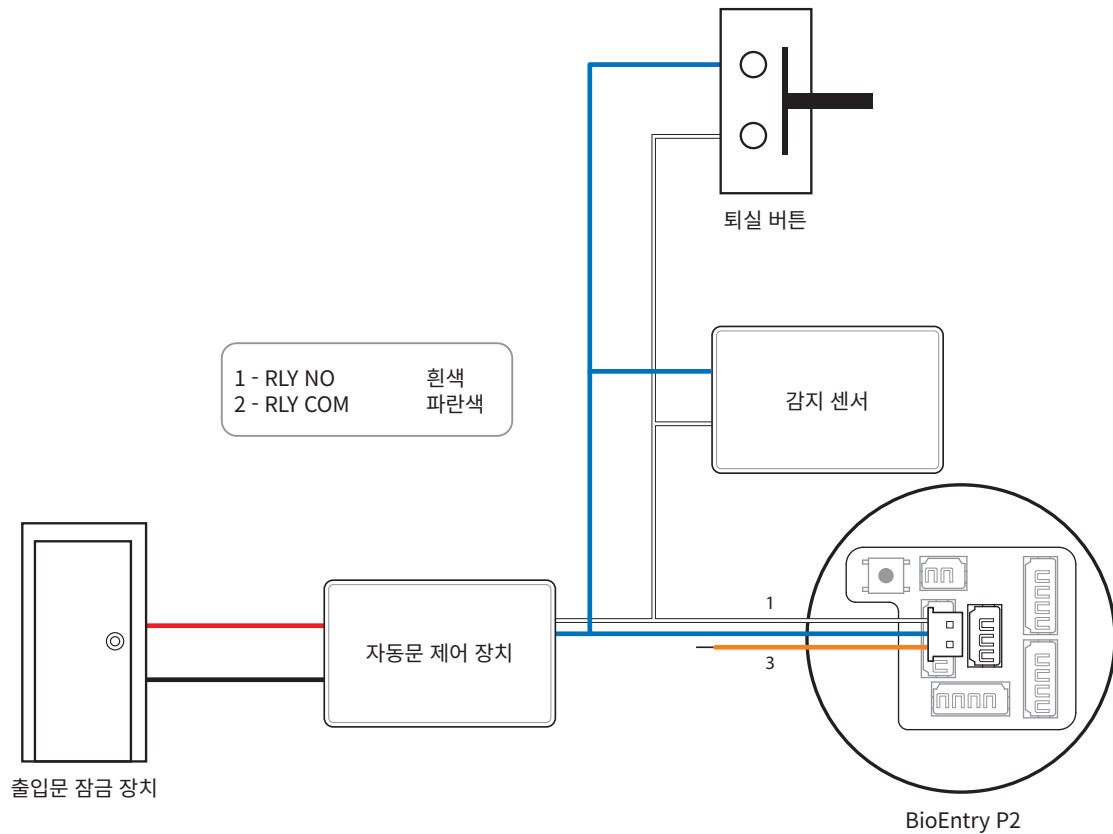 퇴실 버튼
1 - RLY NO 흰색
2 - RLY COM 파란색
감지 센서
1
자동문 제어 장치
3
출입문 잠금 장치
BioEntry P2